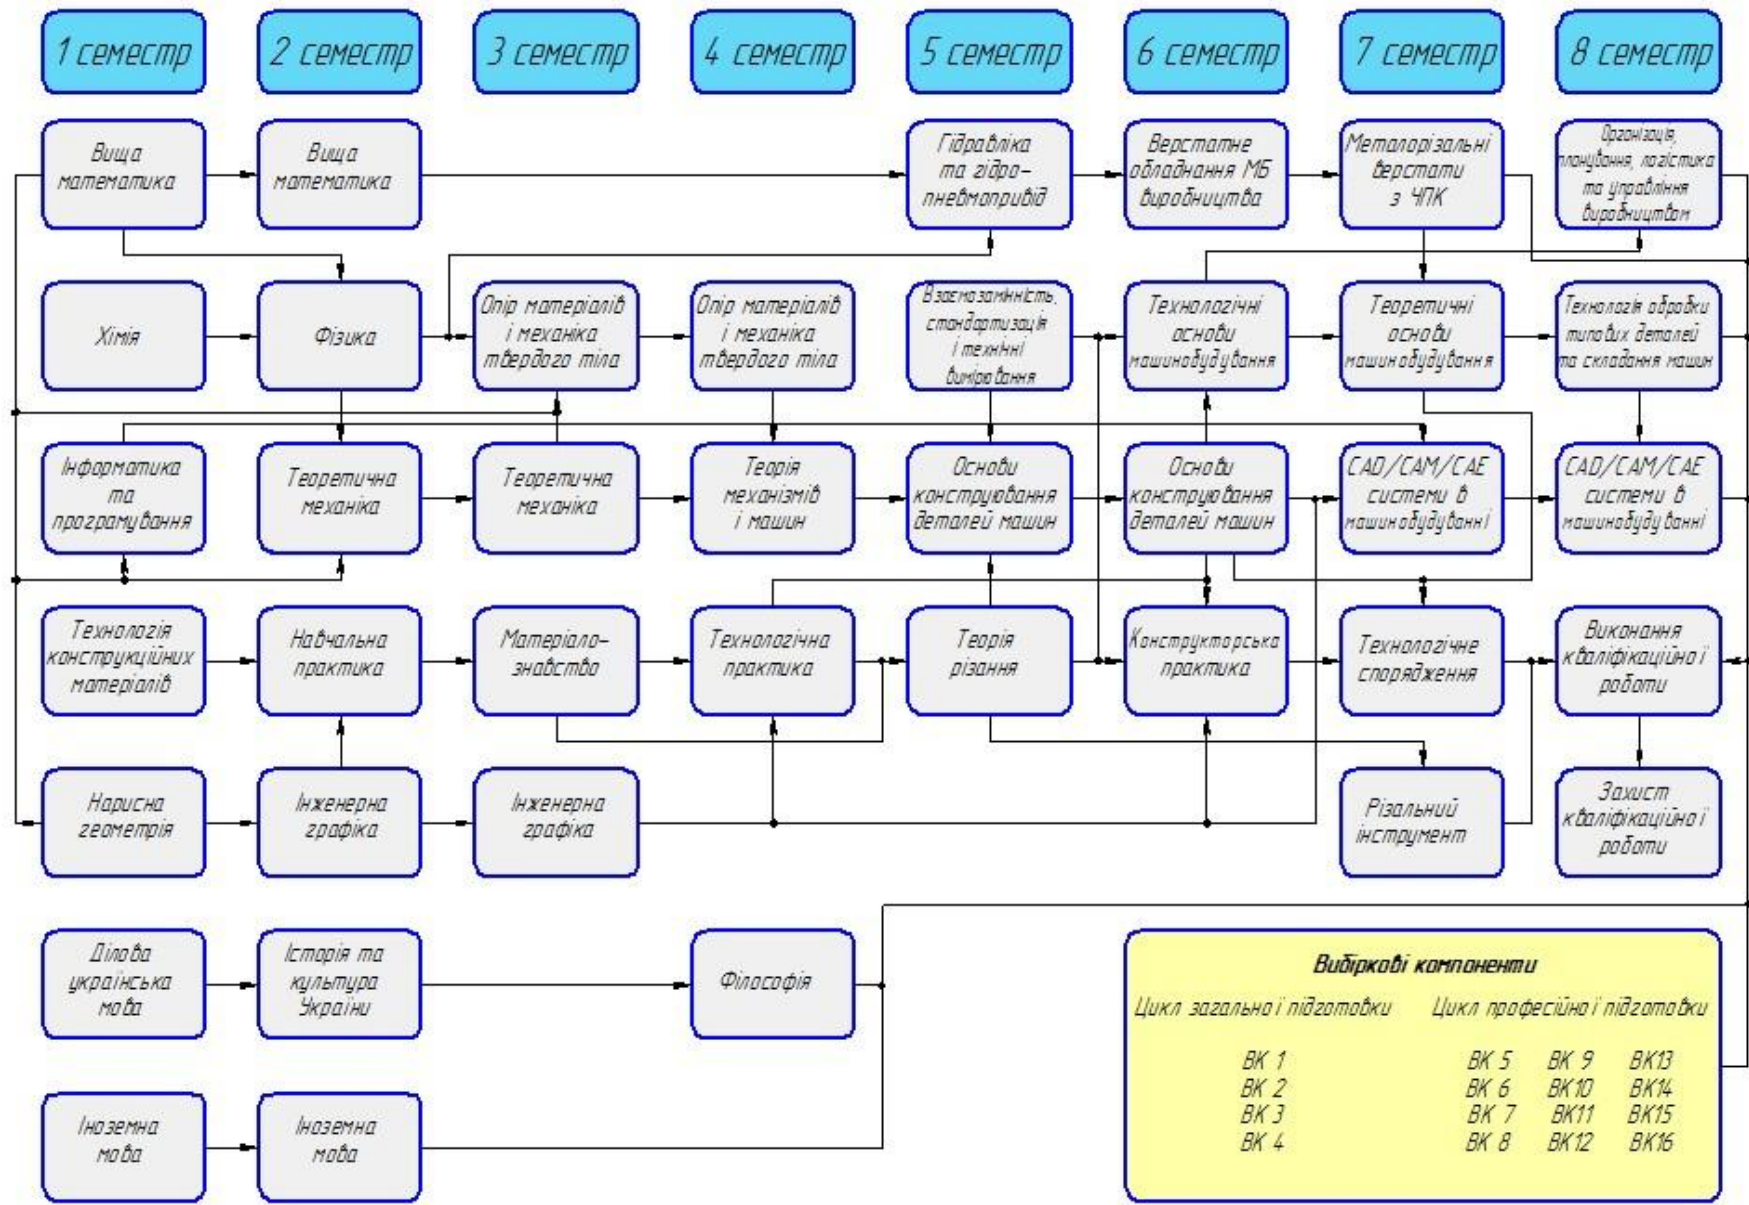 1 семестр
2 семестр
3 семестр
4 семестр
5 семестр
6 семестр
7 семестр
8 семестр
Вища
математика
Вища
математика
Гідравліка
та гідро-
пневмопривід
Верстатне
обладнання МБ
виробництва
Металорізальні
верстати
з ЧПК
Організація,
планування, логістика
та управління
виробництвом
Хімія
Фізика
Опір матеріалів
і механіка
твердого тіла
Опір матеріалів
і механіка
твердого тіла
Взаємозамінність,
стандартизація
і технічні
вимірювання
Технологічні
основи
машинобудування
Теоретичні
основи
машинобудування
Технологія обробки
типових деталей
та складання машин
Інформатика
та
програмування
Теоретична
механіка
Теоретична
механіка
Теорія
механізмів
і машин
Основи
конструювання
деталей машин
Основи
конструювання
деталей машин
CAD/CAM/CAE
системи в
машинобудуванні
CAD/CAM/CAE
системи в
машинобудуванні
Технологія
конструкційних
матеріалів
Навчальна
практика
Матеріало-
знавство
Технологічна
практика
Теорія
різання
Конструкторська
практика
Технологічне
спорядження
Виконання
кваліфікаційної
роботи
Нарисна
геометрія
Інженерна
графіка
Інженерна
графіка
Різальний
інструмент
Захист
кваліфікаційної
роботи
Ділова
українська
мова
Історія та
культура
України
Філософія
Іноземна
мова
Іноземна
мова
Вибіркові компоненти
Цикл загальної підготовки Цикл професійної підготовки
ВК 1 ВК 5 ВК 9 ВК13
ВК 2 ВК 6 ВК10 ВК14
ВК 3 ВК 7 ВК11 ВК15
ВК 4 ВК 8 ВК12 ВК16